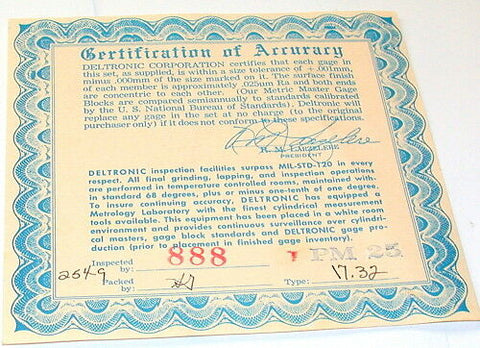 Certification of Accuracy
DELTRONIC CORPORATION certifies that each gage in
this set, as supplied, is within a size tolerance of +.001mm
minus .000mm of the size marked on it. The surface finish
of each member is approximately .025um Ra and both ends
are concentric to each other. (Our Metric Master Gage
Blocks are compared semiannually to standards calibrated
by the U. S. National Bureau of Standards). Deltronic will
replace any gage in the set at no charge (to the original
purchaser only) if it does not conform to these specifications.
PRESIDENT
DELTRONIC inspection facilities surpass MIL-STD-120 in every
respect. All final grinding, lapping, and inspection operations
are performed in temperature controlled rooms, maintained with-
in standard 68 degrees, plus or minus one-tenth of one degree.
To insure continuing accuracy, DELTRONIC has equipped a
Metrology Laboratory with the finest cylindrical measurement
tools available. This equipment has been placed in a white room
environment and provides continuous surveillance over cylindri-
cal masters, gage block standards and DELTRONIC gage pro-
duction (prior to placement in finished gage inventory).
Inspected by: 888 PM 25
2549 Packed by: Type: 17.32